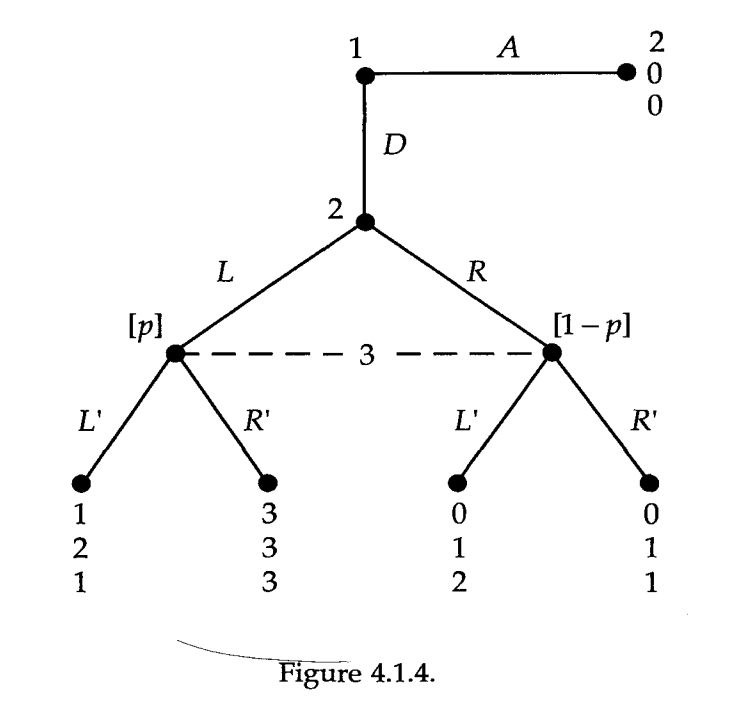 1 A 2
0
0
D
2
L R
[p] [1 – p]
3
L' R' L' R'
1 3 0 0
2 3 1 1
1 3 2 1
Figure 4.1.4.